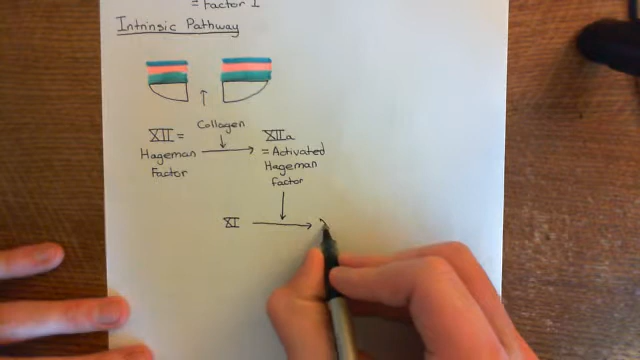 = Factor I
Intrinsic Pathway
Collagen
XII =
Hageman
Factor
XIIa
= Activated
Hageman
Factor
XI